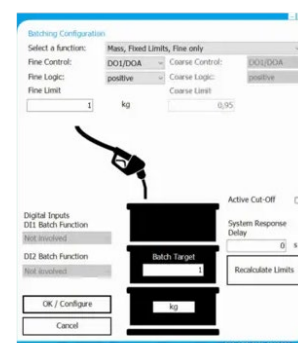 Batching Configuration
Select a function: Mass, Fixed Limits, Fine only
Fine Control: DO1/DOA Coarse Control: DO1/DOA
Fine Logic: positive Coarse Logic: positive
Fine Limit Coarse Limit
1 kg 0,95
Active Cut-Off
Digital Inputs
DI1 Batch Function
System Response
Delay
Not involved
0 s
DI2 Batch Function
Batch Target
Not involved
1
Recalculate Limits
OK / Configure
kg
Cancel